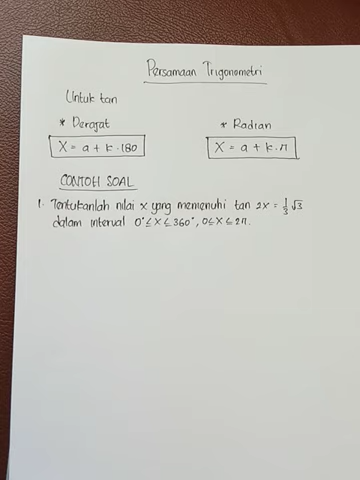 Persamaan Trigonometri
Untuk tan
* Derajat * Radian
X = a + k . 180 X = a + k . π
CONTOH SOAL
1. Tentukanlah nilai x yang memenuhi tan 2x = 1/3 √3
dalam interval 0° ≤ x ≤ 360°, 0 ≤ x ≤ 2π.